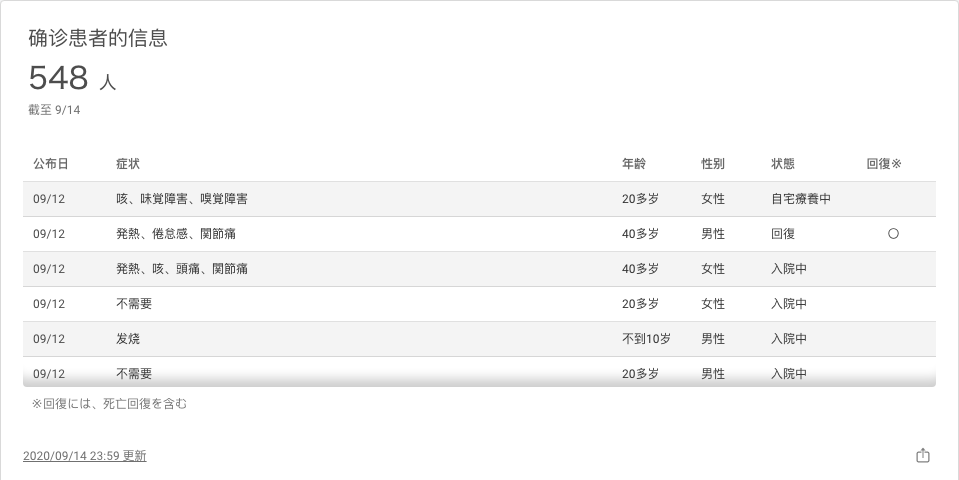 确诊患者的信息
548 人
截至 9/14
公布日 症状 年龄 性别 状態 回復※
09/12 咳、味覚障害、嗅覚障害 20多岁 女性 自宅療養中
09/12 発熱、倦怠感、関節痛 40多岁 男性 回復 〇
09/12 発熱、咳、頭痛、関節痛 40多岁 女性 入院中
09/12 不需要 20多岁 女性 入院中
09/12 发烧 不到10岁 男性 入院中
09/12 不需要 20多岁 男性 入院中
※回復には、死亡回復を含む
2020/09/14 23:59 更新